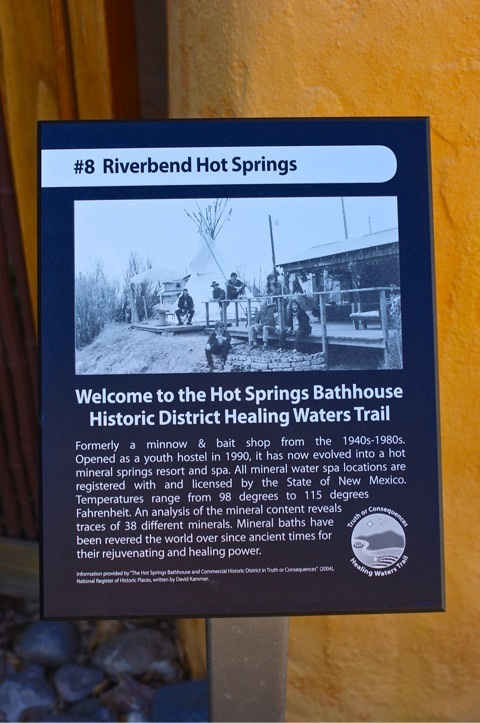 #8 Riverbend Hot Springs
Welcome to the Hot Springs Bathhouse
Historic District Healing Waters Trail
Formerly a minnow & bait shop from the 1940s-1980s.
Opened as a youth hostel in 1990, it has now evolved into a hot
mineral springs resort and spa. All mineral water spa locations are
registered with and licensed by the State of New Mexico.
Temperatures range from 98 degrees to 115 degrees
Fahrenheit. An analysis of the mineral content reveals
traces of 38 different minerals. Mineral baths have
been revered the world over since ancient times for
their rejuvenating and healing power.
Truth or Consequences
Healing Waters Trail
Information provided by "The Hot Springs Bathhouse and Commercial Historic District in Truth or Consequences" (2004),
National Register of Historic Places, written by David Kammer.